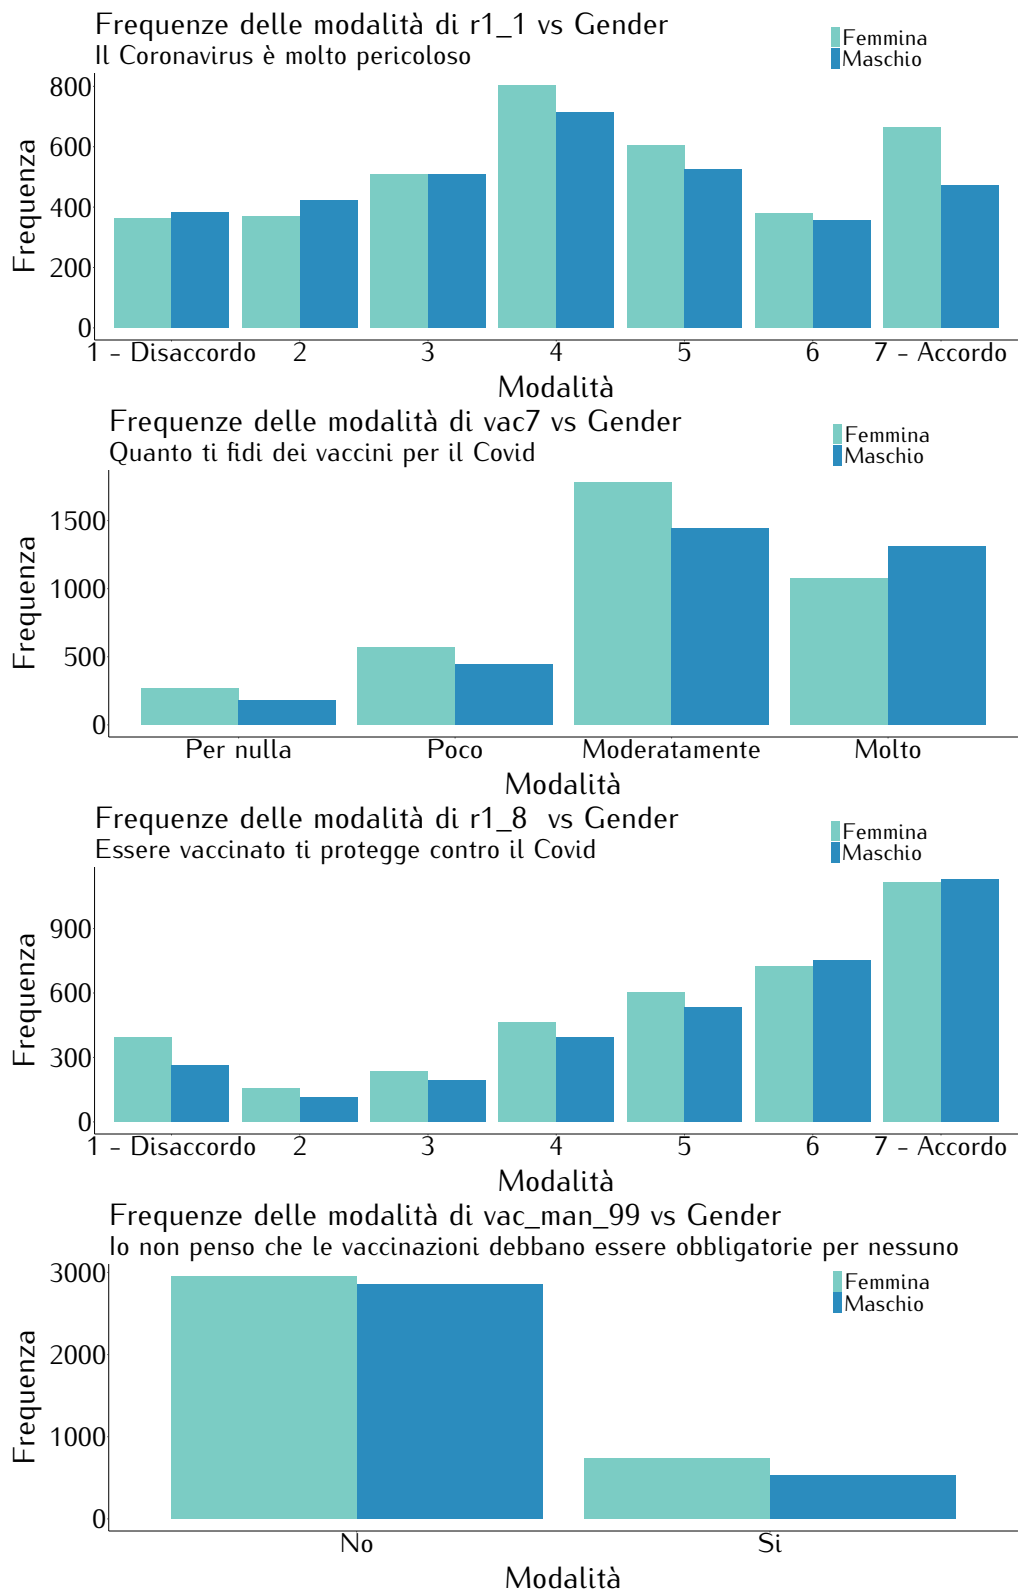 Frequenze delle modalità di r1_1 vs Gender
Il Coronavirus è molto pericoloso
Femmina
Maschio
Frequenza
800
600
400
200
0
1 - Disaccordo 2 3 4 5 6 7 - Accordo
Modalità
Frequenze delle modalità di vac7 vs Gender
Quanto ti fidi dei vaccini per il Covid
Femmina
Maschio
Frequenza
1500
1000
500
0
Per nulla Poco Moderatamente Molto
Modalità
Frequenze delle modalità di r1_8 vs Gender
Essere vaccinato ti protegge contro il Covid
Femmina
Maschio
Frequenza
900
600
300
0
1 - Disaccordo 2 3 4 5 6 7 - Accordo
Modalità
Frequenze delle modalità di vac_man_99 vs Gender
Io non penso che le vaccinazioni debbano essere obbligatorie per nessuno
Femmina
Maschio
Frequenza
3000
2000
1000
0
No Si
Modalità